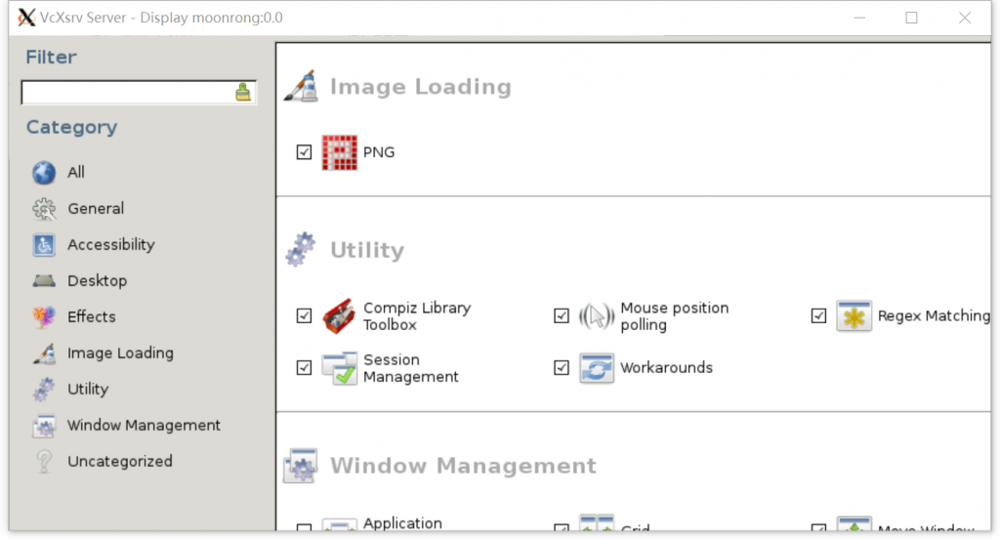 VcXsrv Server - Display moonrong:0.0
Filter
Category
All
General
Accessibility
Desktop
Effects
Image Loading
Utility
Window Management
Uncategorized
Image Loading
PNG
Utility
Compiz Library
Toolbox
Mouse position
polling
Regex Matching
Session
Management
Workarounds
Window Management
Application
Grid
Move Window